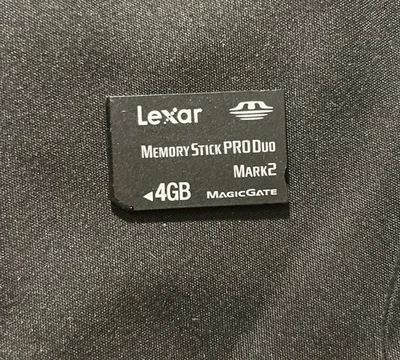 Lexar
MEMORY STICK PRO DUO
MARK2
4GB MAGICGATE